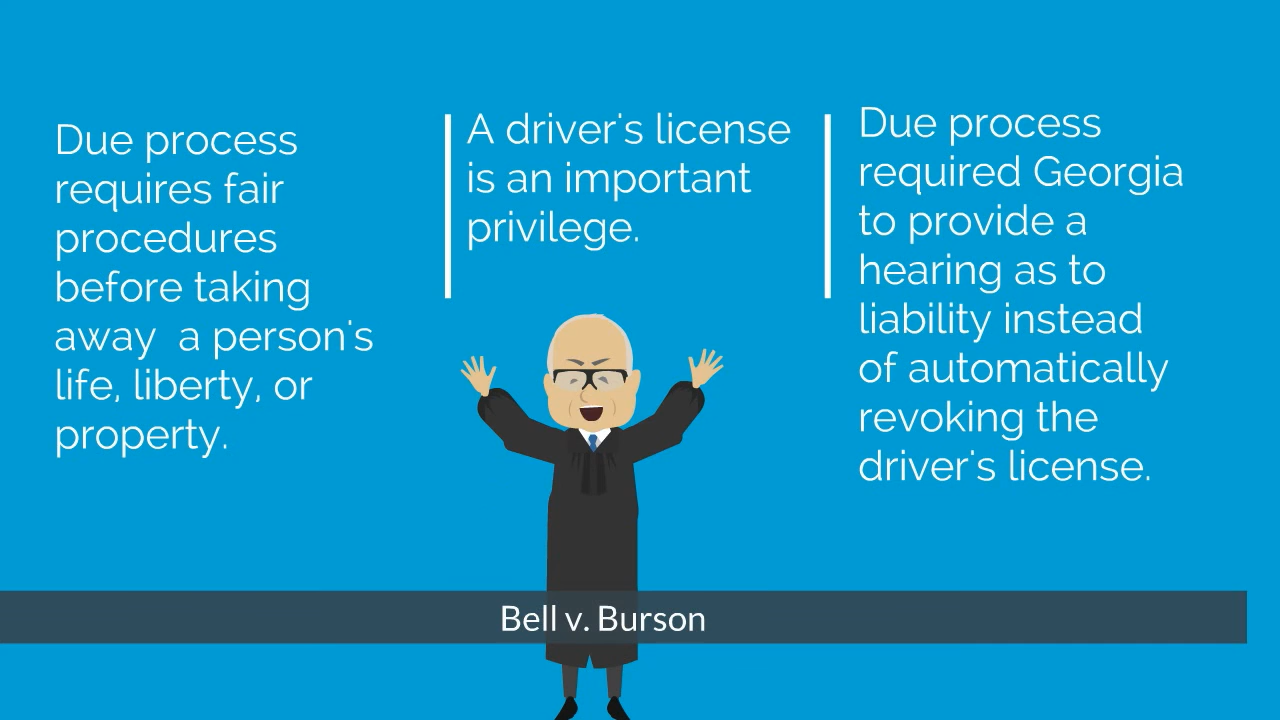 Due process
requires fair
procedures
before taking
away  a person's
life, liberty, or
property.
A driver's license
is an important
privilege.
Due process
required Georgia
to provide a
hearing as to
liability instead
of automatically
revoking the
driver's license.
Bell v. Burson